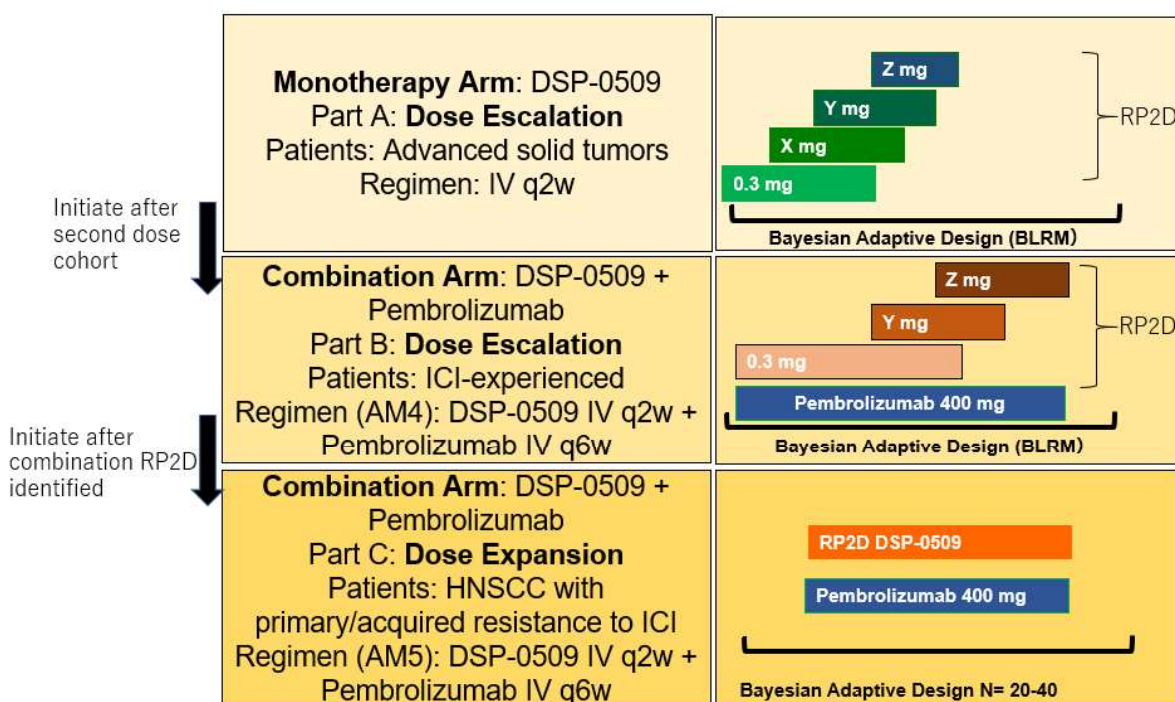 Monotherapy Arm: DSP-0509
Part A: Dose Escalation
Patients: Advanced solid tumors
Regimen: IV q2w
Z mg
Y mg
X mg
0.3 mg
RP2D
Bayesian Adaptive Design (BLRM)
Initiate after
second dose
cohort
Combination Arm: DSP-0509 +
Pembrolizumab
Part B: Dose Escalation
Patients: ICI-experienced
Regimen (AM4): DSP-0509 IV q2w +
Pembrolizumab IV q6w
Z mg
Y mg
0.3 mg
RP2D
Pembrolizumab 400 mg
Bayesian Adaptive Design (BLRM)
Initiate after
combination RP2D
identified
Combination Arm: DSP-0509 +
Pembrolizumab
Part C: Dose Expansion
Patients: HNSCC with
primary/acquired resistance to ICI
Regimen (AM5): DSP-0509 IV q2w +
Pembrolizumab IV q6w
RP2D DSP-0509
Pembrolizumab 400 mg
Bayesian Adaptive Design N= 20-40